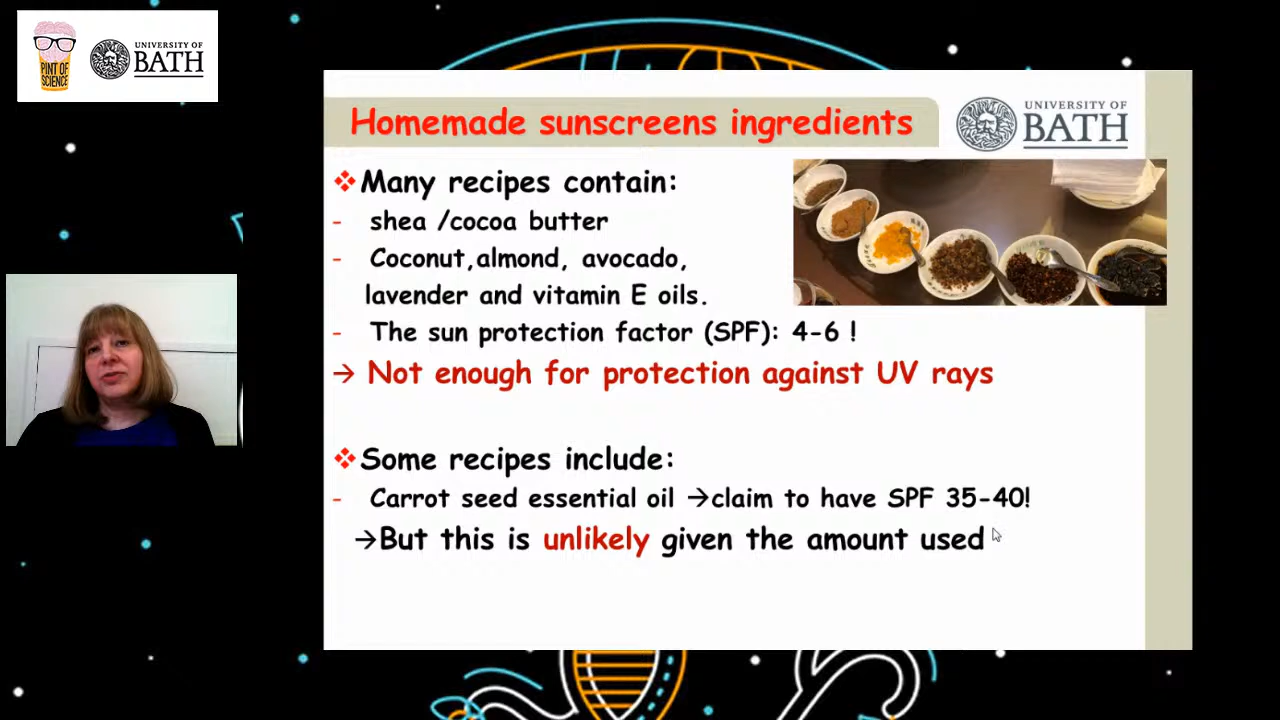 PINT OF
SCIENCE
UNIVERSITY OF
BATH
Homemade sunscreens ingredients
UNIVERSITY OF
BATH
❖Many recipes contain:
- shea /cocoa butter
- Coconut,almond, avocado,
lavender and vitamin E oils.
- The sun protection factor (SPF): 4-6 !
→ Not enough for protection against UV rays
❖Some recipes include:
- Carrot seed essential oil →claim to have SPF 35-40!
→But this is unlikely given the amount used